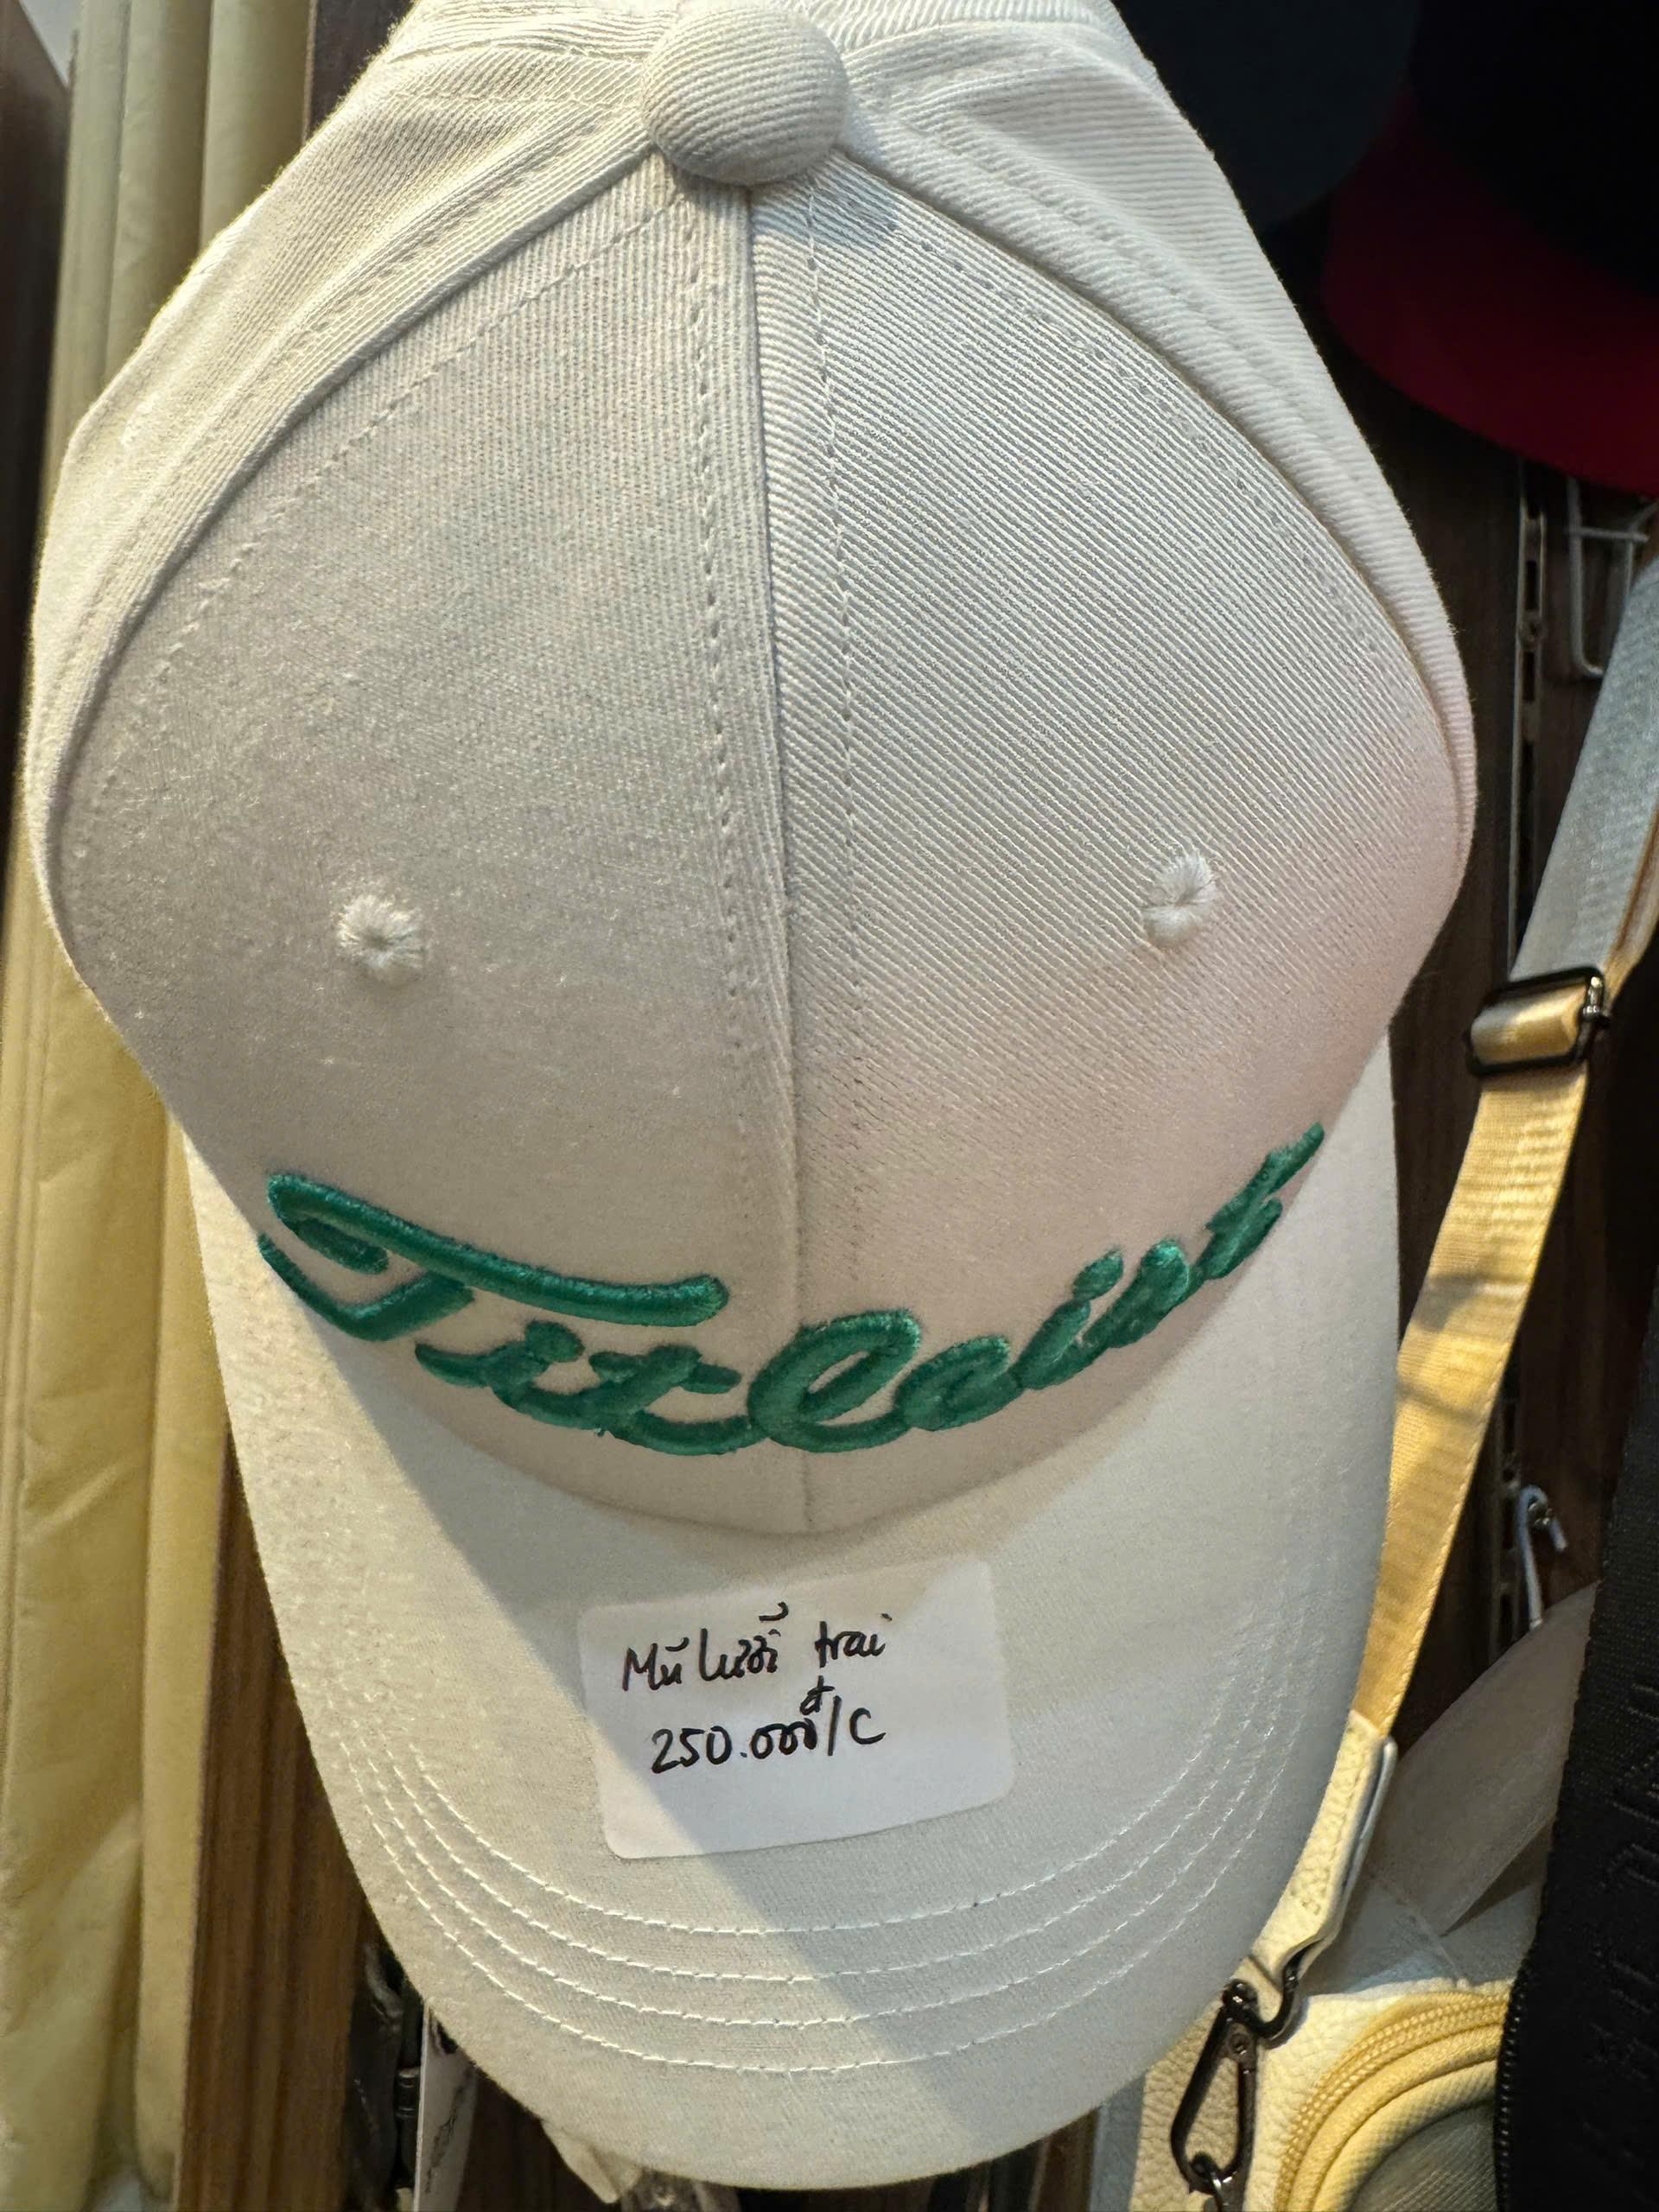 Titleist
Mũ lưỡi trai
250.000đ/C